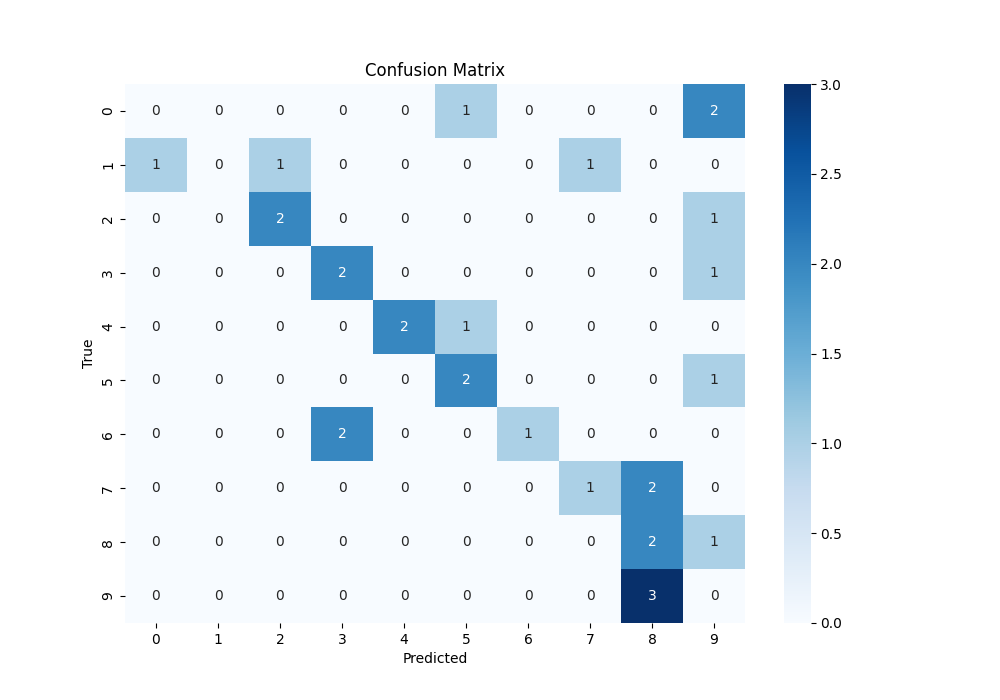 Confusion Matrix
0 0 0 0 0 0 1 0 0 0 2
1 1 0 1 0 0 0 0 1 0 0
2 0 0 2 0 0 0 0 0 0 1
3 0 0 0 2 0 0 0 0 0 1
4 0 0 0 0 2 1 0 0 0 0
5 0 0 0 0 0 2 0 0 0 1
6 0 0 0 2 0 0 1 0 0 0
7 0 0 0 0 0 0 0 1 2 0
8 0 0 0 0 0 0 0 0 2 1
9 0 0 0 0 0 0 0 0 3 0
True
0 1 2 3 4 5 6 7 8 9
Predicted
3.0
2.5
2.0
1.5
1.0
0.5
0.0